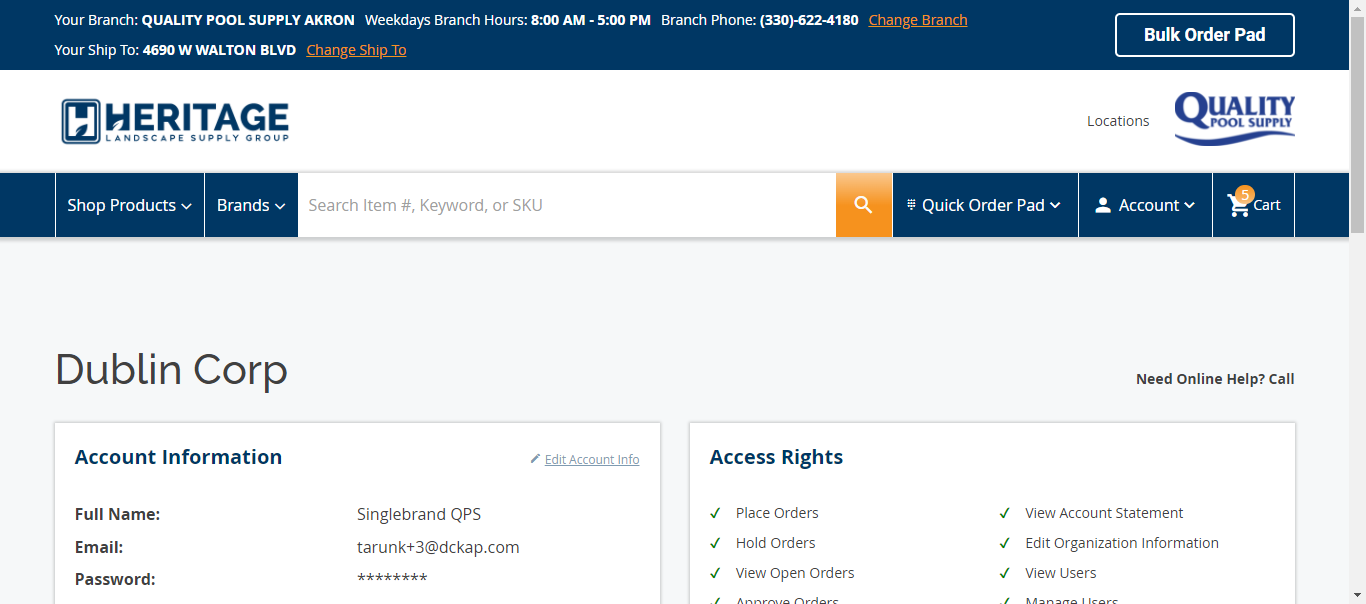 Your Branch: QUALITY POOL SUPPLY AKRON Weekdays Branch Hours: 8:00 AM - 5:00 PM Branch Phone: (330)-622-4180 Change Branch
Your Ship To: 4690 W WALTON BLVD Change Ship To
Bulk Order Pad
HERITAGE
LANDSCAPE SUPPLY GROUP
Locations
QUALITY
POOL SUPPLY
Shop Products
Brands
Search Item #, Keyword, or SKU
Quick Order Pad
Account
5
Cart
Dublin Corp
Need Online Help? Call
Account Information
Edit Account Info
Full Name: Singlebrand QPS
Email: tarunk+3@dckap.com
Password: ********
Access Rights
Place Orders
Hold Orders
View Open Orders
Approve Orders
View Account Statement
Edit Organization Information
View Users
Manage Users